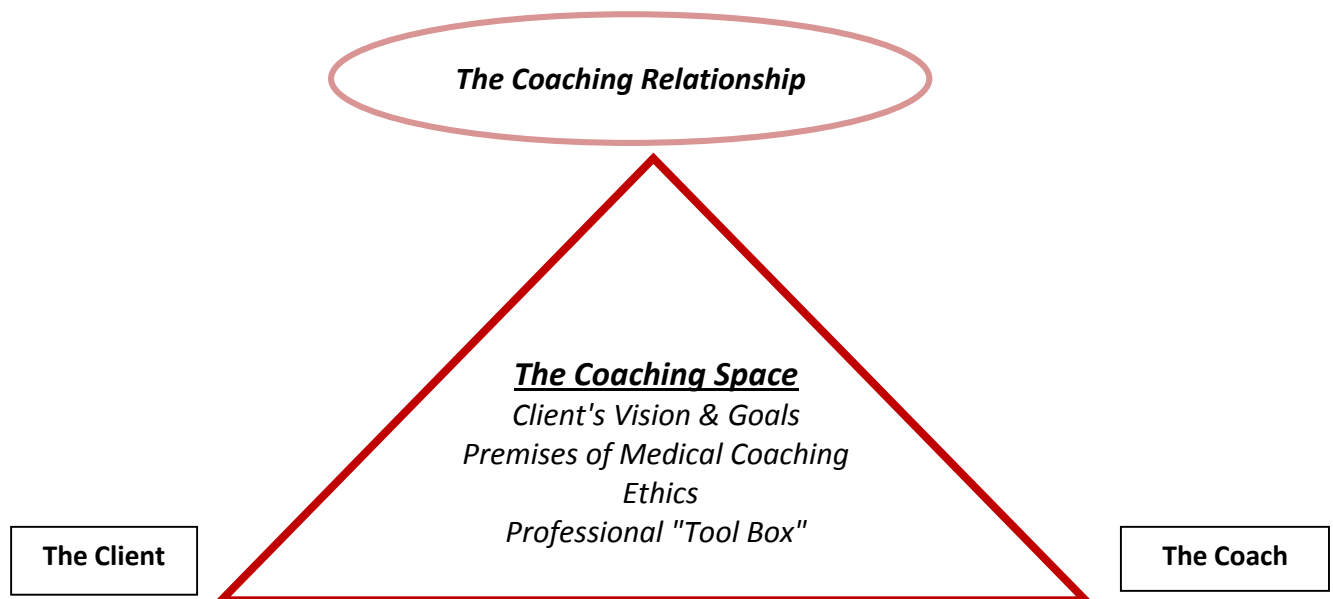 The Coaching Relationship
The Coaching Space
Client's Vision & Goals
Premises of Medical Coaching
Ethics
Professional "Tool Box"
The Client
The Coach